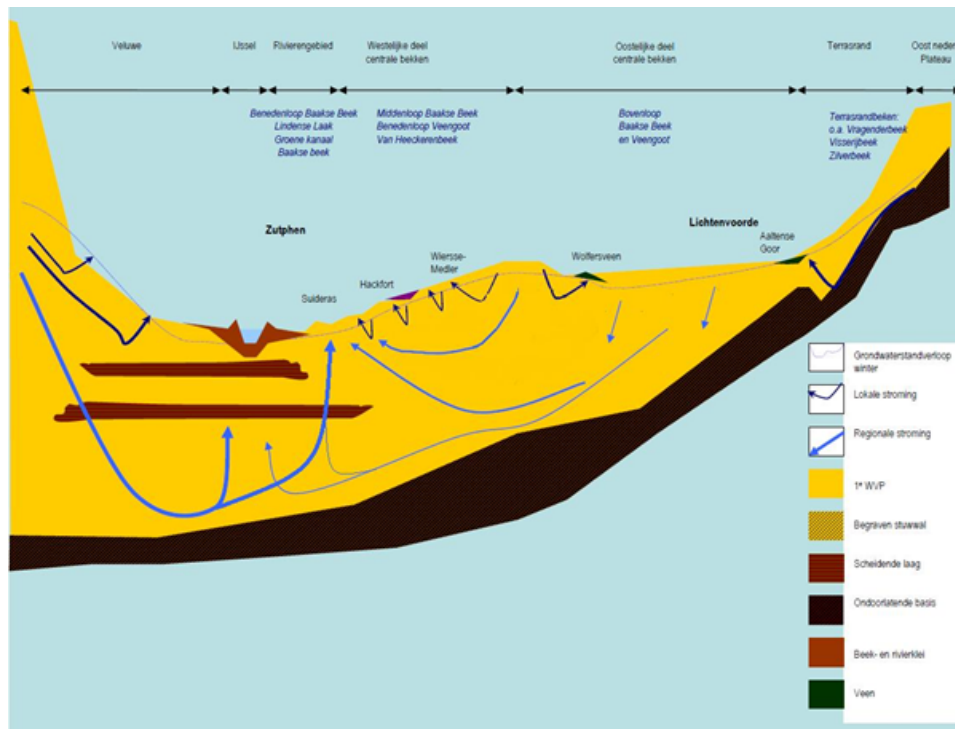 Veluwe
IJssel
Rivierengebied
Westelijke deel
centrale bekken
Oostelijke deel
centrale bekken
Terrasrand
Oost neder
Plateau
Benedenloop Baakse Beek
Lindense Laak
Groene kanaal
Baakse beek
Middenloop Baakse Beek
Benedenloop Veengoot
Van Heeckerenbeek
Bovenloop
Baakse Beek
en Veengoot
Terrasrandbeken:
o.a. Vragenderbeek
Visserijbeek
Zilverbeek
Zutphen
Lichtenvoorde
Suideras
Hackfort
Wiersse-
Medler
Wolfersveen
Aaltense
Goor
Grondwaterstandverloop
winter
Lokale stroming
Regionale stroming
1e WVP
Begraven stuwwal
Scheidende laag
Ondoorlatende basis
Beek- en rivierklei
Veen